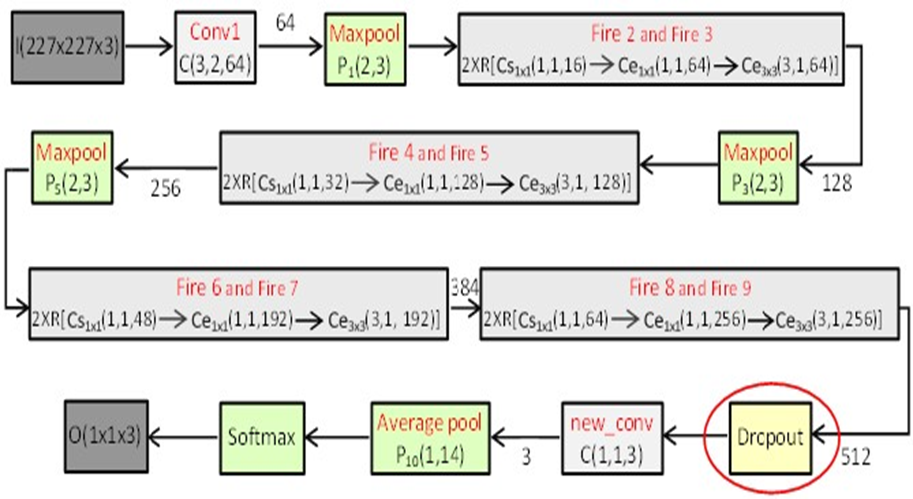 I(227x227x3)
Conv1
C(3,2,64)
64
Maxpool
P1(2,3)
Fire 2 and Fire 3
2XR[Cs1x1(1,1,16)→Ce1x1(1,1,64)→Ce3x3(3,1,64)]
128
Maxpool
P3(2,3)
Fire 4 and Fire 5
2XR[Cs1x1(1,1,32)→Ce1x1(1,1,128)→Ce3x3(3,1, 128)]
256
Maxpool
P5(2,3)
Fire 6 and Fire 7
2XR[Cs1x1(1,1,48)→Ce1x1(1,1,192)→Ce3x3(3,1, 192)]
384
Fire 8 and Fire 9
2XR[Cs1x1(1,1,64)→Ce1x1(1,1,256)→Ce3x3(3,1,256)]
512
Drcpout
new_conv
C(1,1,3)
3
Average pool
P10(1,14)
Softmax
O(1x1x3)